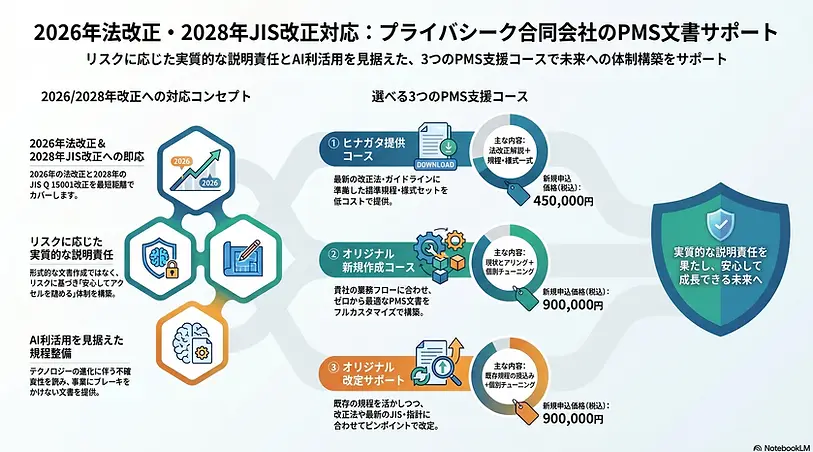 2026年法改正・2028年JIS改正対応：プライバシーク合同会社のPMS文書サポート
リスクに応じた実質的な説明責任とAI利活用を見据えた、3つのPMS支援コースで未来への体制構築をサポート
2026/2028年改正への対応コンセプト
2026年法改正＆
2028年JIS改正への即応
2026年の法改正と2028年の
JIS Q 15001改正を最短距離で
カバーします。
2026
2026
リスクに応じた
実質的な説明責任
形式的な文書作成ではなく、
リスクに基づき「安心してアク
セルを踏める」体制を構築。
AI利活用を見据えた
規程整備
テクノロジーの進化に伴う不確
実性を読み、事業にブレーキを
かけない文書を提供。
選べる3つのPMS支援コース
① ヒナガタ提供
コース
DOWNLOAD
最新の改正法・ガイドラインに
準拠した標準規程・様式セットを
低コストで提供。
主な内容：
法改正解説＋
規程・様式一式
新規申込
価格（税込）：
450,000円
② オリジナル
新規作成コース
貴社の業務フローに合わせ、
ゼロから最適なPMS文書を
フルカスタマイズで構築。
主な内容：
現状ヒアリング＋
個別チューニング
新規申込価格（税込）：
900,000円
③ オリジナル
改定サポート
既存の規程を活かしつつ、
改正法や最新のJIS・指針に
合わせてピンポイントで改定。
主な内容：
既存規程の読込み
+個別チューニング
新規申込価格（税込）：
900,000円
実質的な説明責任を
果たし、安心して
成長できる未来へ
NotebookLM